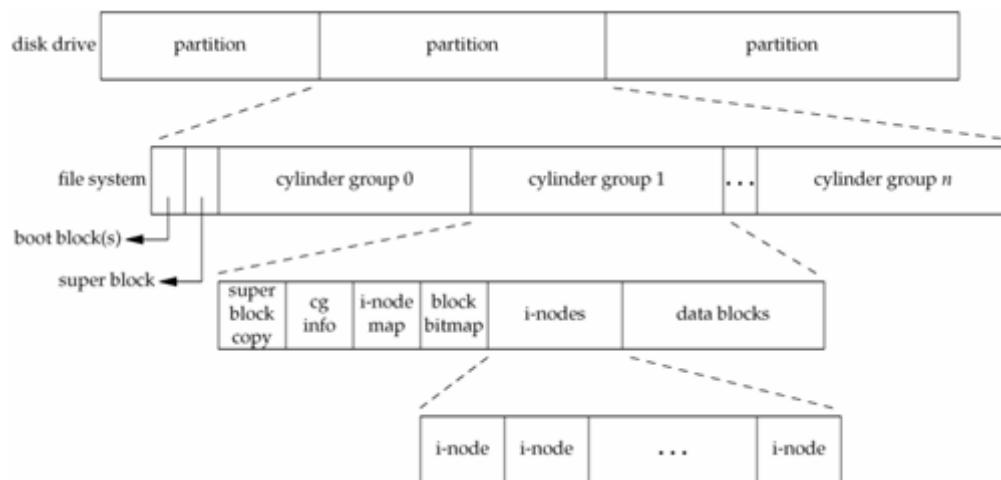 disk drive
partition
partition
partition
file system
cylinder group 0
cylinder group 1
...
cylinder group n
boot block(s)
super block
super
block
copy
cg
info
i-node
map
block
bitmap
i-nodes
data blocks
i-node
i-node
...
i-node